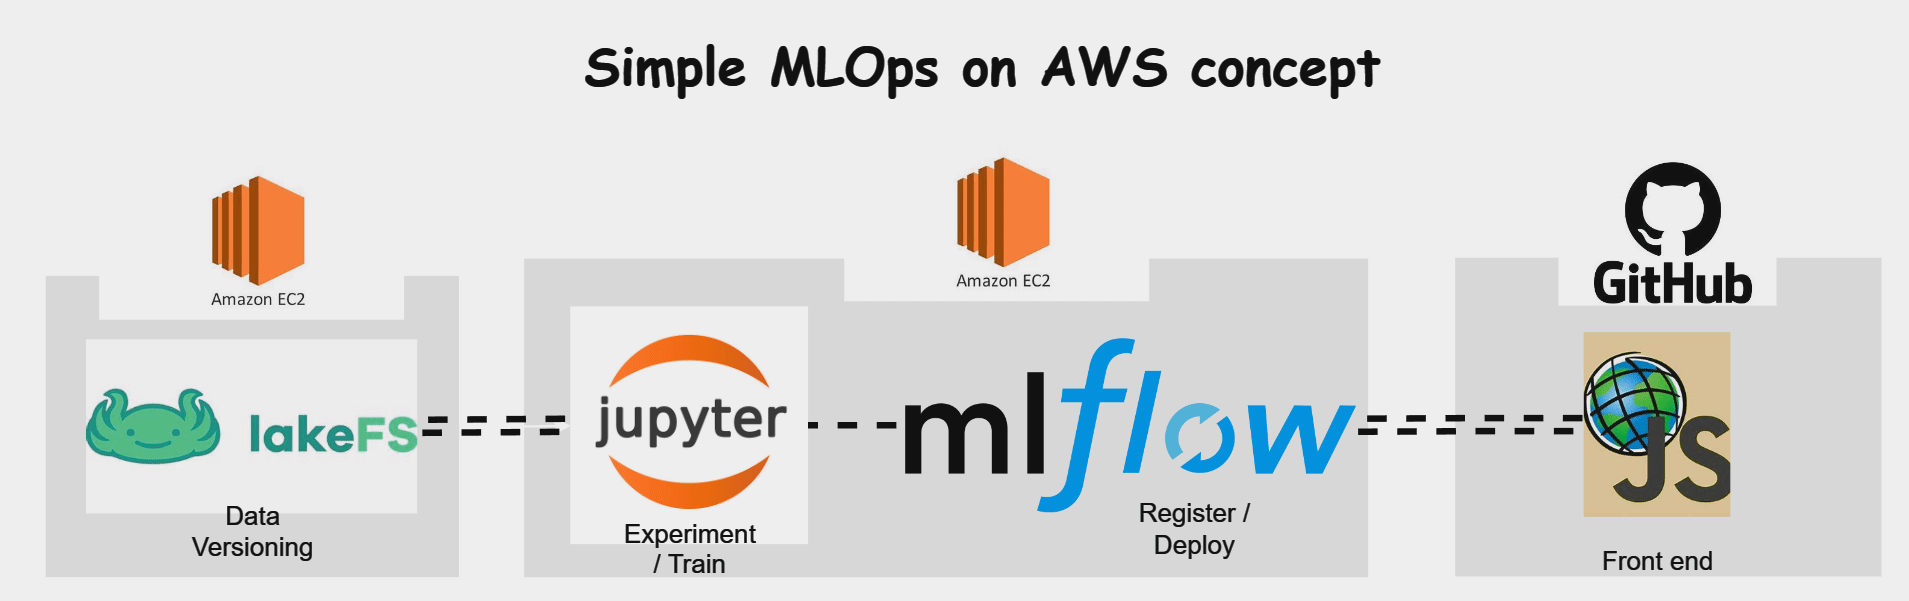 Simple MLOps on AWS concept
Amazon EC2
lakeFS
Data
Versioning
Amazon EC2
jupyter
Experiment
/ Train
mlflow
Register /
Deploy
GitHub
JS
Front end